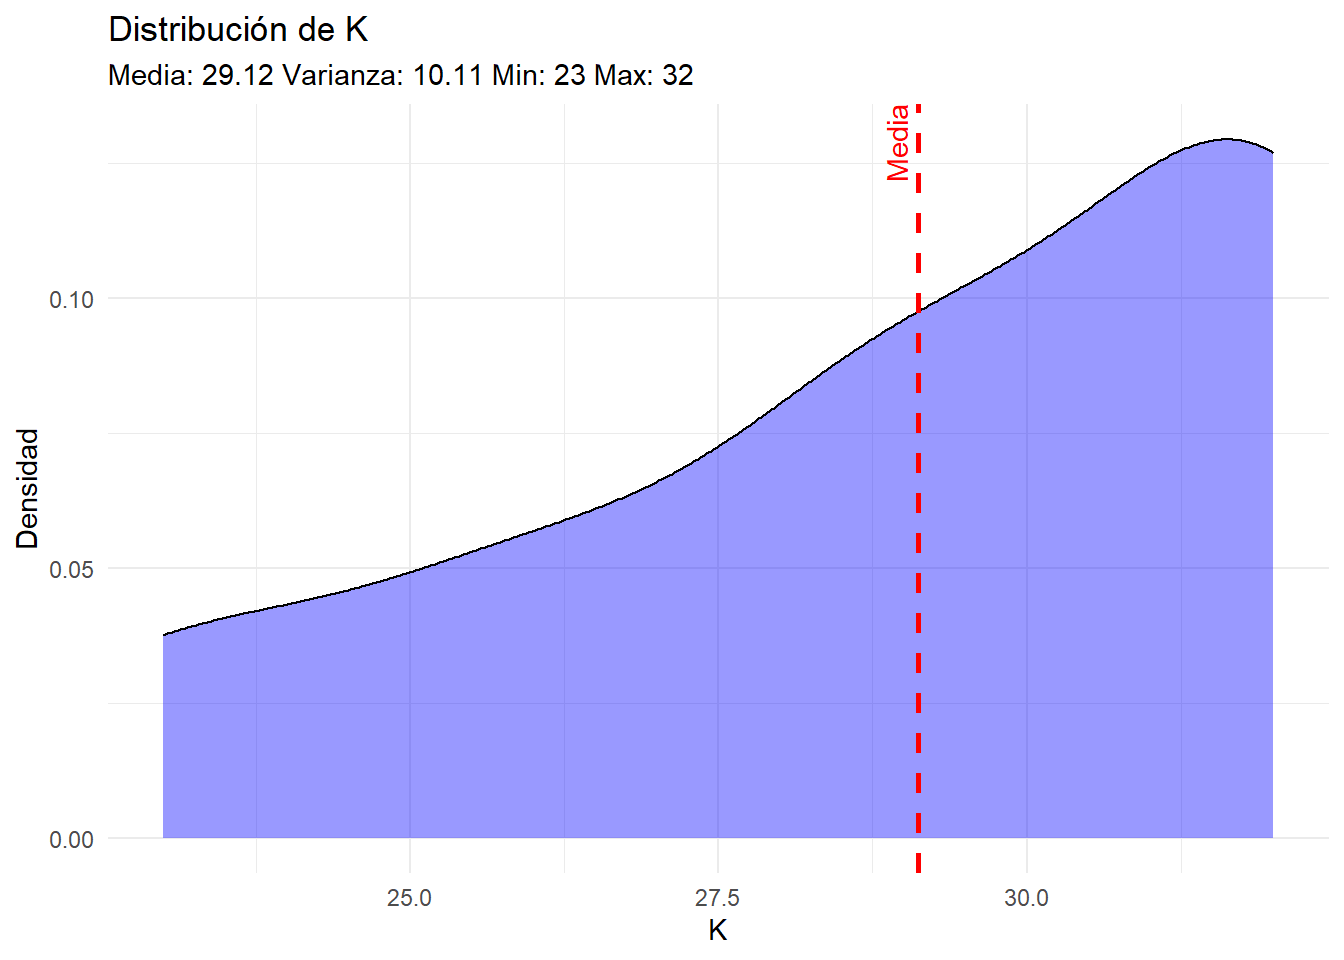 Distribución de K
Media: 29.12 Varianza: 10.11 Min: 23 Max: 32
Media
Densidad
0.10
0.05
0.00
25.0
27.5
30.0
K